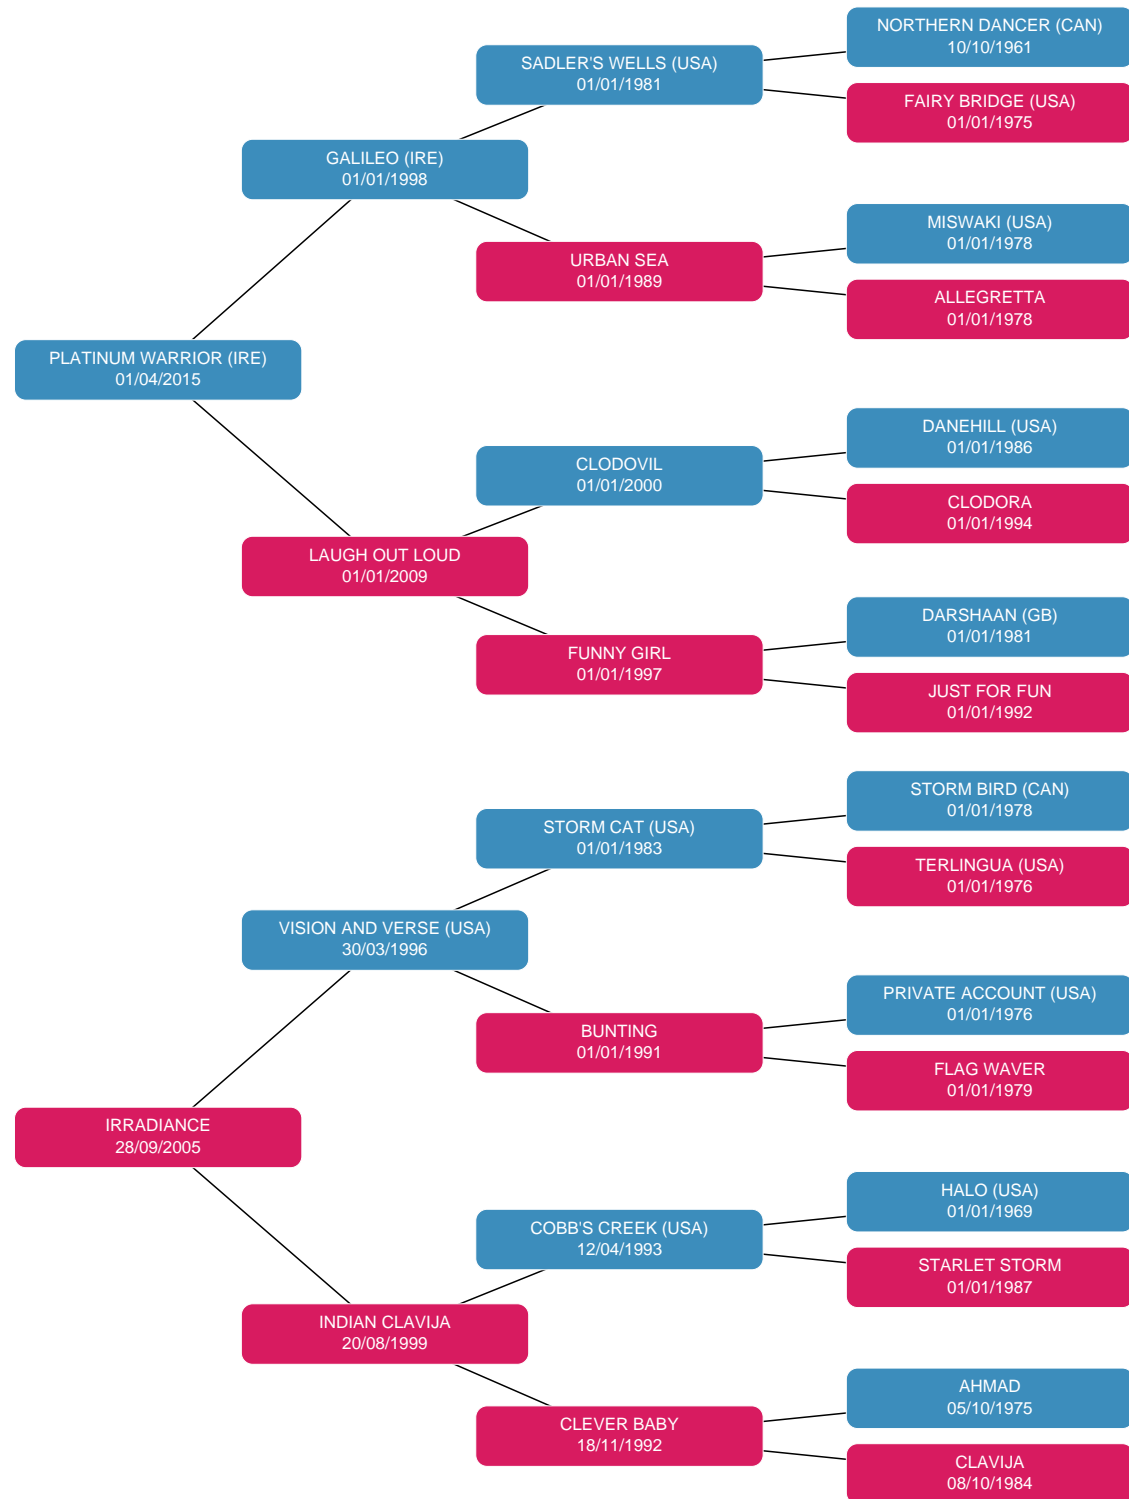 NORTHERN DANCER (CAN)
10/10/1961
SADLER'S WELLS (USA)
01/01/1981
FAIRY BRIDGE (USA)
01/01/1975
GALILEO (IRE)
01/01/1998
MISWAKI (USA)
01/01/1978
URBAN SEA
01/01/1989
ALLEGRETTA
01/01/1978
PLATINUM WARRIOR (IRE)
01/04/2015
DANEHILL (USA)
01/01/1986
CLODOVIL
01/01/2000
CLODORA
01/01/1994
LAUGH OUT LOUD
01/01/2009
DARSHAAN (GB)
01/01/1981
FUNNY GIRL
01/01/1997
JUST FOR FUN
01/01/1992
STORM BIRD (CAN)
01/01/1978
STORM CAT (USA)
01/01/1983
TERLINGUA (USA)
01/01/1976
VISION AND VERSE (USA)
30/03/1996
PRIVATE ACCOUNT (USA)
01/01/1976
BUNTING
01/01/1991
FLAG WAVER
01/01/1979
IRRADIANCE
28/09/2005
HALO (USA)
01/01/1969
COBB'S CREEK (USA)
12/04/1993
STARLET STORM
01/01/1987
INDIAN CLAVIJA
20/08/1999
AHMAD
05/10/1975
CLEVER BABY
18/11/1992
CLAVIJA
08/10/1984